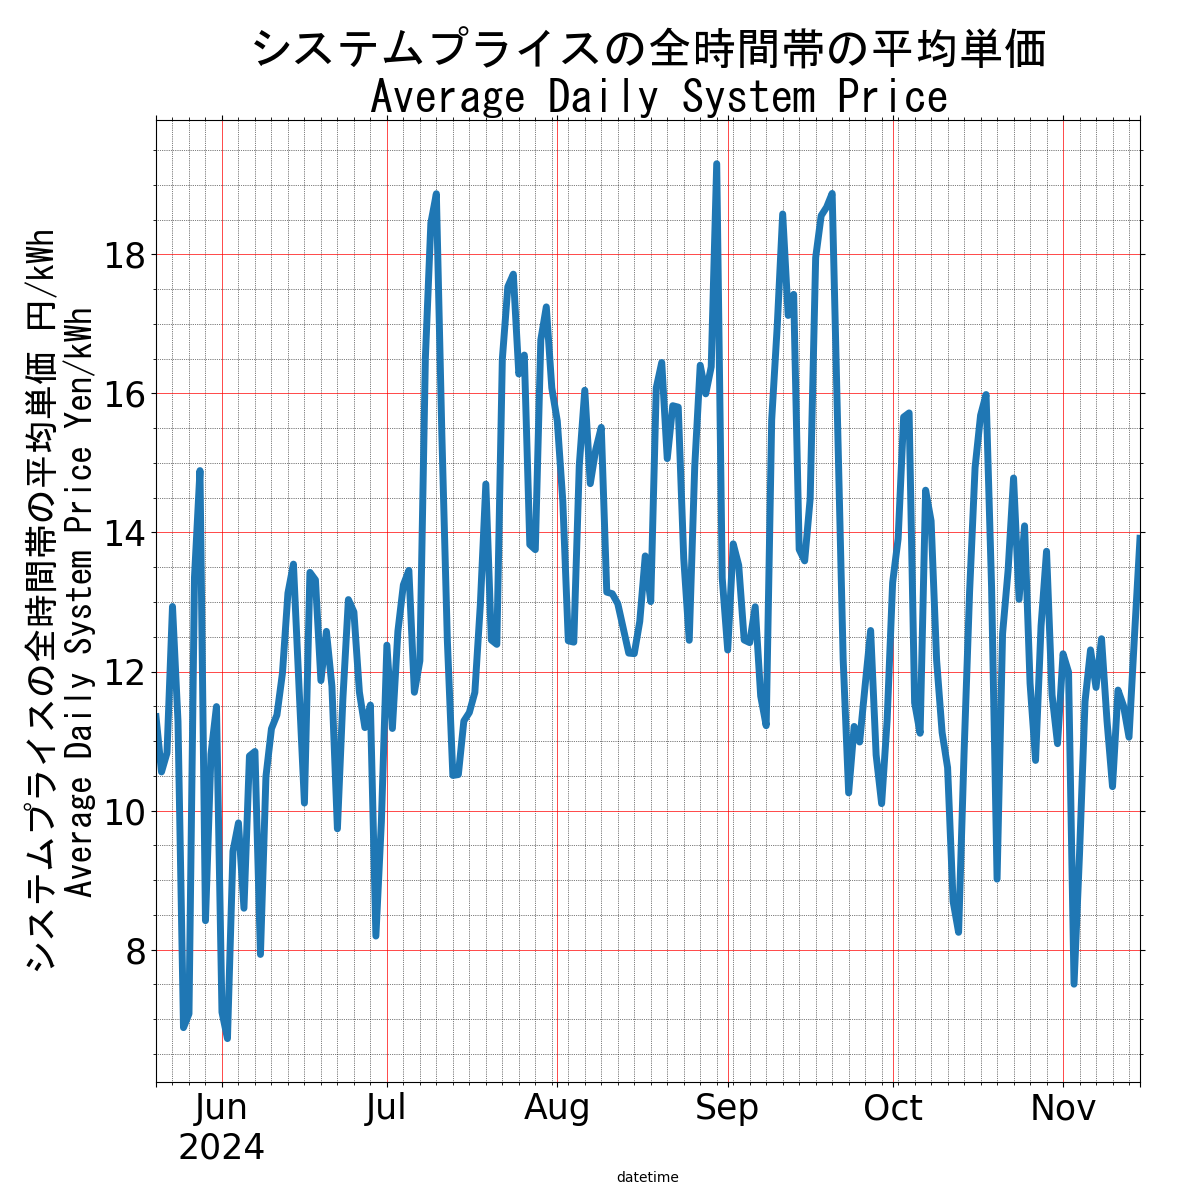 システムプライスの全時間帯の平均単価
Average Daily System Price
システムプライスの全時間帯の平均単価 円/kWh
Average Daily System Price Yen/kWh
18
16
14
12
10
8
Jun
2024
Jul
Aug
Sep
Oct
Nov
datetime